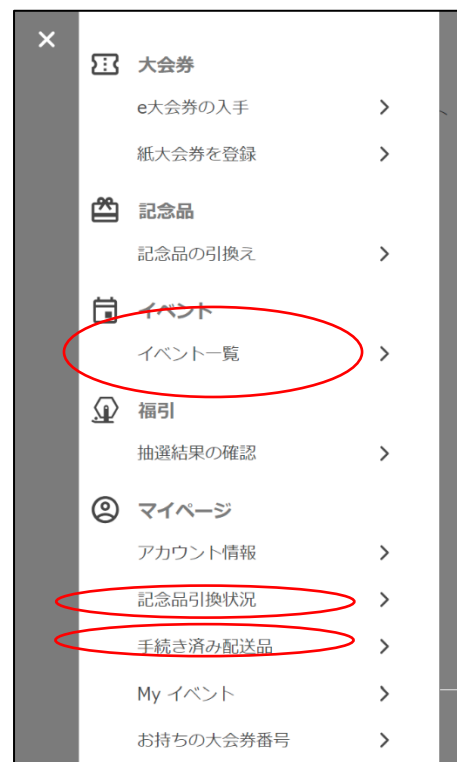 大会券
e大会券の入手
紙大会券を登録
記念品
記念品の引換え
イベント
イベント一覧
福引
抽選結果の確認
マイページ
アカウント情報
記念品引換状況
手続き済み配送品
My イベント
お持ちの大会券番号